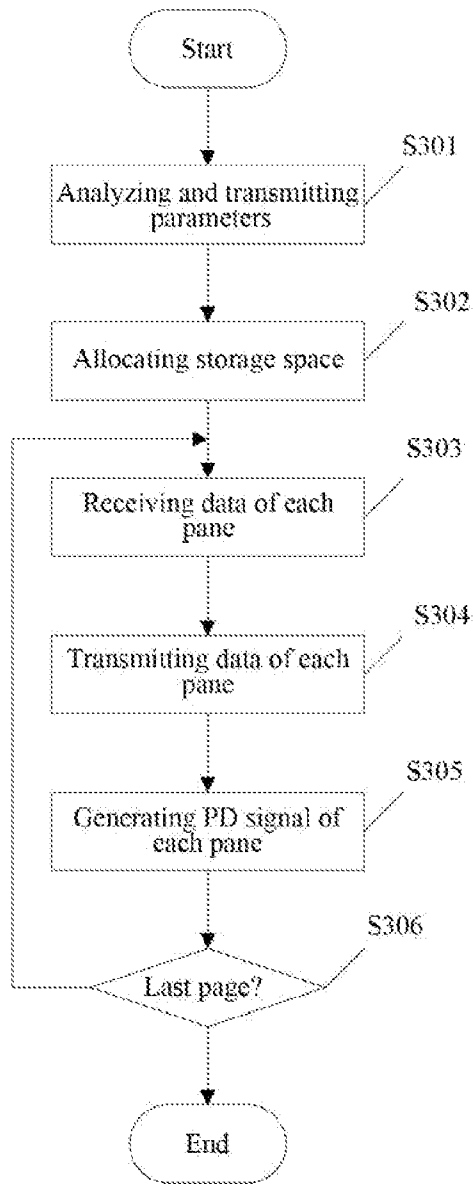 Start
S301
Analyzing and transmitting
parameters
S302
Allocating storage space
S303
Receiving data of each
pane
S304
Transmitting data of each
pane
S305
Generating PD signal of
each pane
S306
Last page?
End